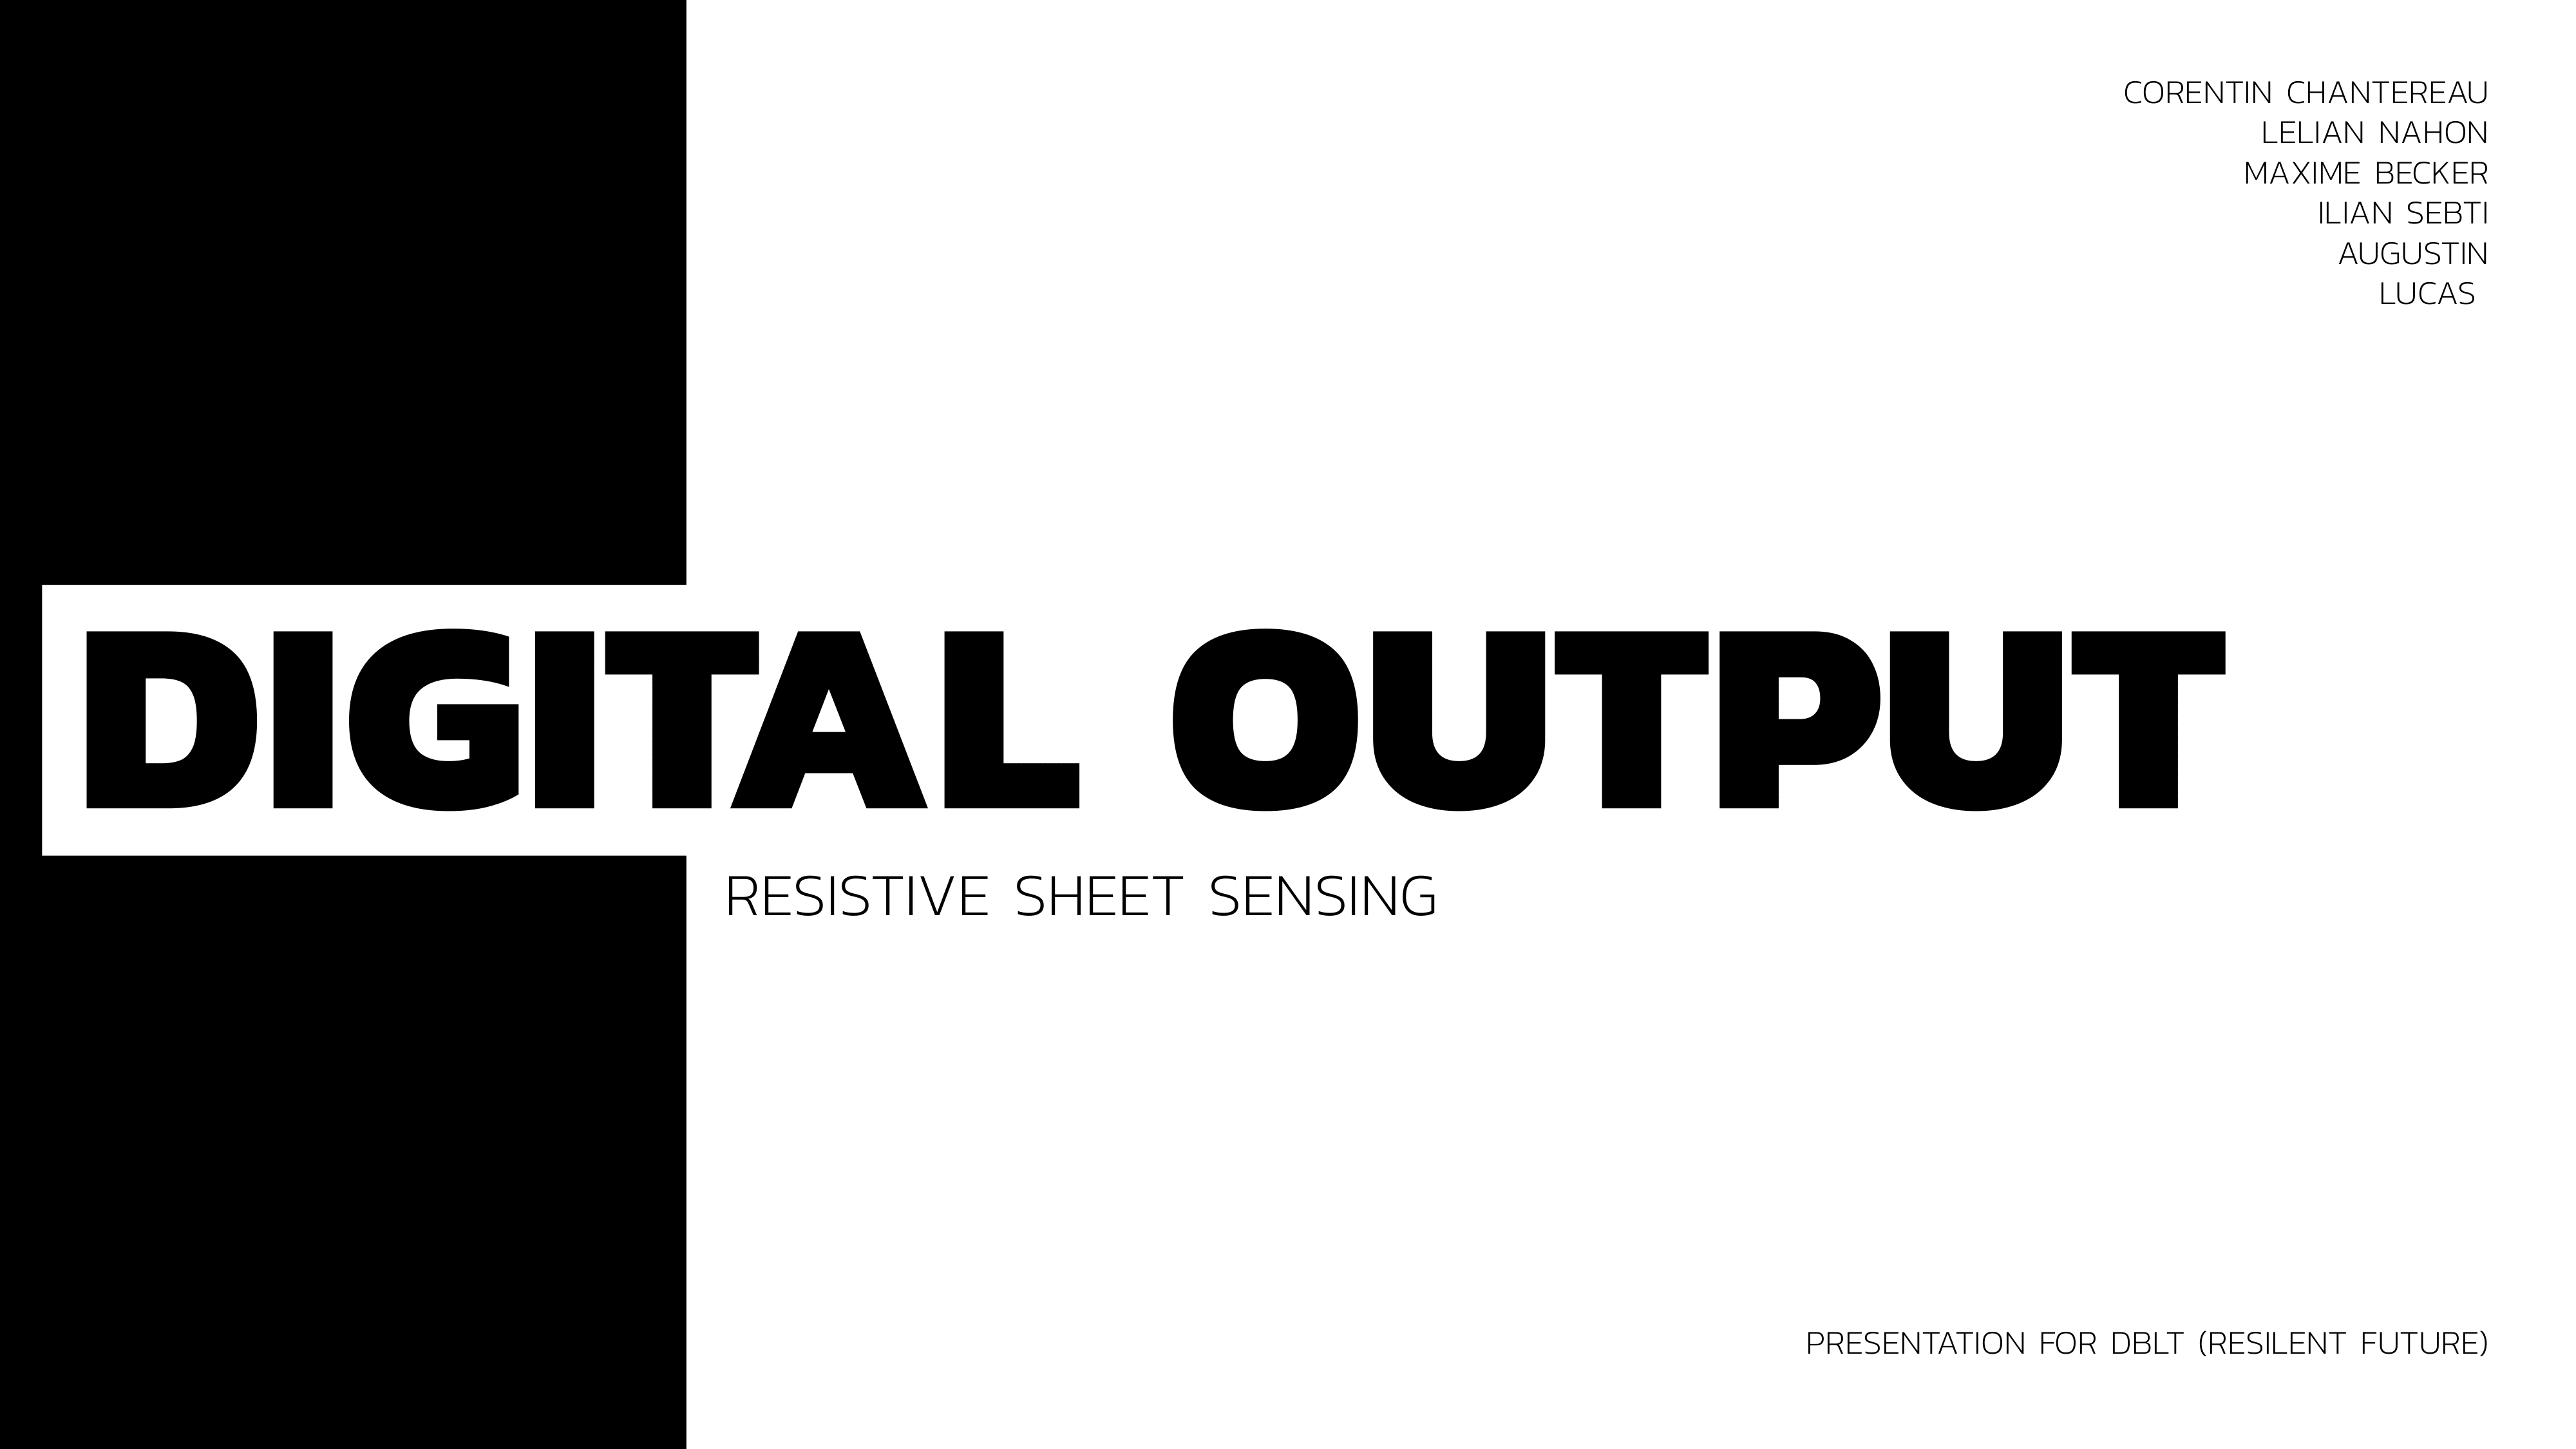 CORENTIN CHANTEREAU
LELIAN NAHON
MAXIME BECKER
ILIAN SEBTI
AUGUSTIN
LUCAS
DIGITAL OUTPUT
RESISTIVE SHEET SENSING
PRESENTATION FOR DBLT (RESILENT FUTURE)